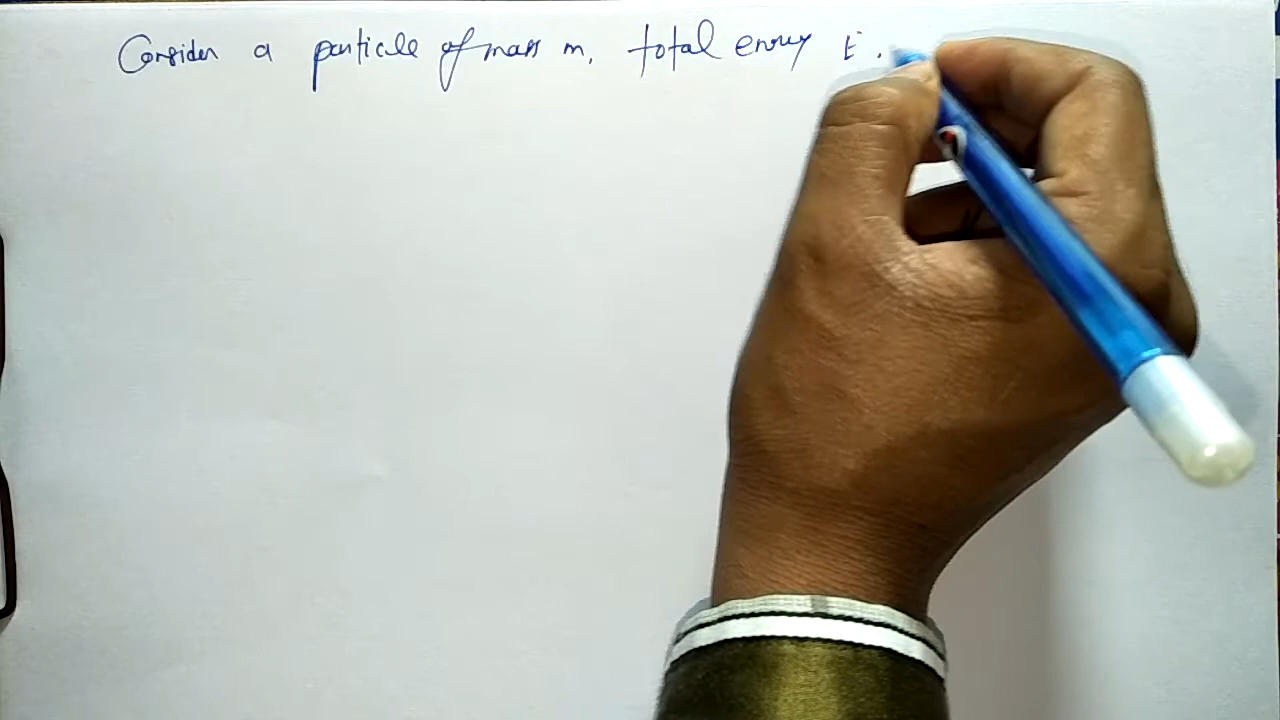 Consider a particle of mass m, total energy E.